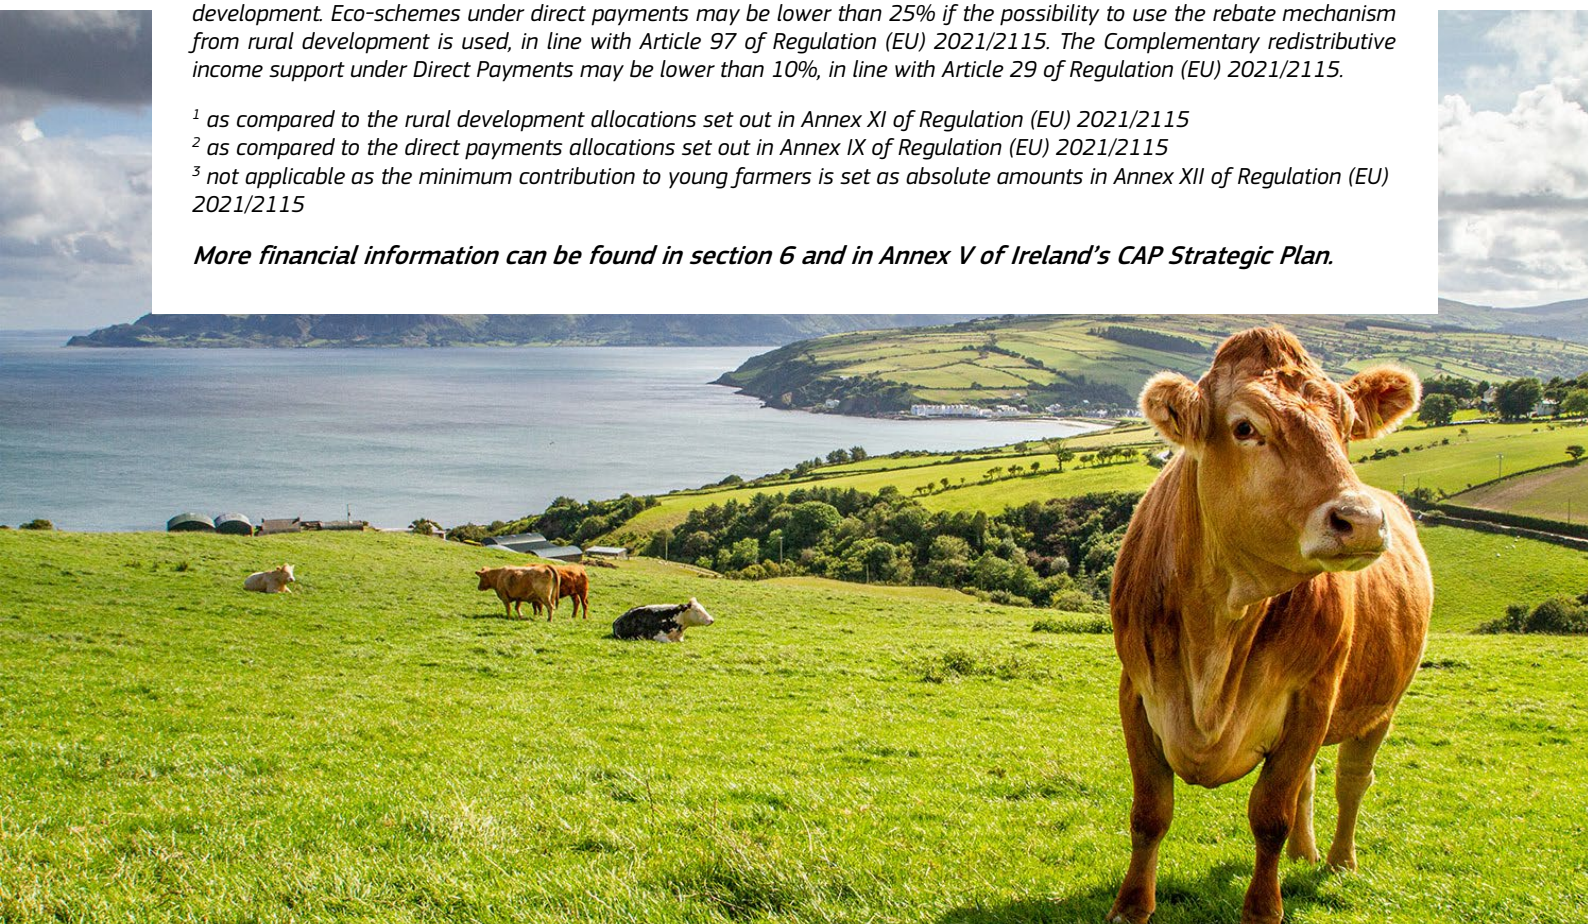 development. Eco-schemes under direct payments may be lower than 25% if the possibility to use the rebate mechanism
from rural development is used, in line with Article 97 of Regulation (EU) 2021/2115. The Complementary redistributive
income support under Direct Payments may be lower than 10%, in line with Article 29 of Regulation (EU) 2021/2115.
1 as compared to the rural development allocations set out in Annex XI of Regulation (EU) 2021/2115
2 as compared to the direct payments allocations set out in Annex IX of Regulation (EU) 2021/2115
3 not applicable as the minimum contribution to young farmers is set as absolute amounts in Annex XII of Regulation (EU)
2021/2115
More financial information can be found in section 6 and in Annex V of Ireland's CAP Strategic Plan.